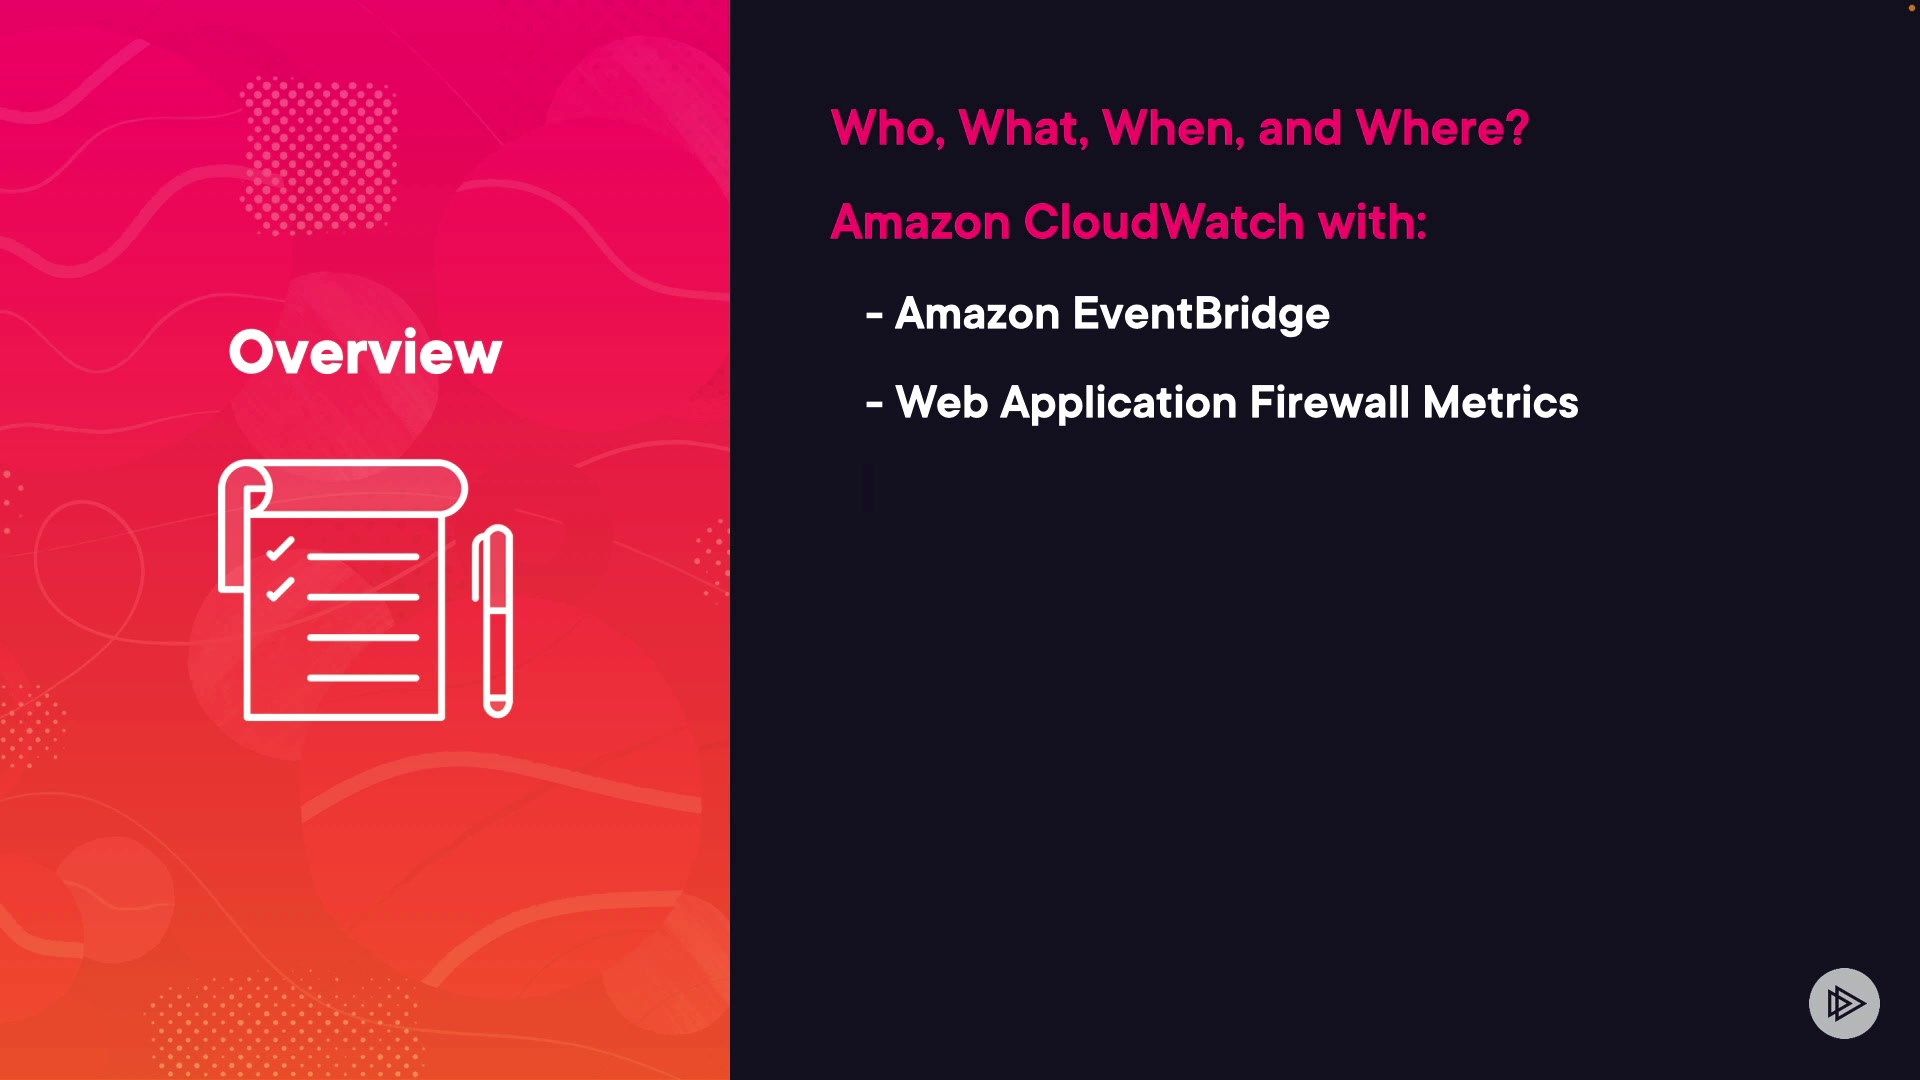 Overview
Who, What, When, and Where?
Amazon CloudWatch with:
- Amazon EventBridge
- Web Application Firewall Metrics